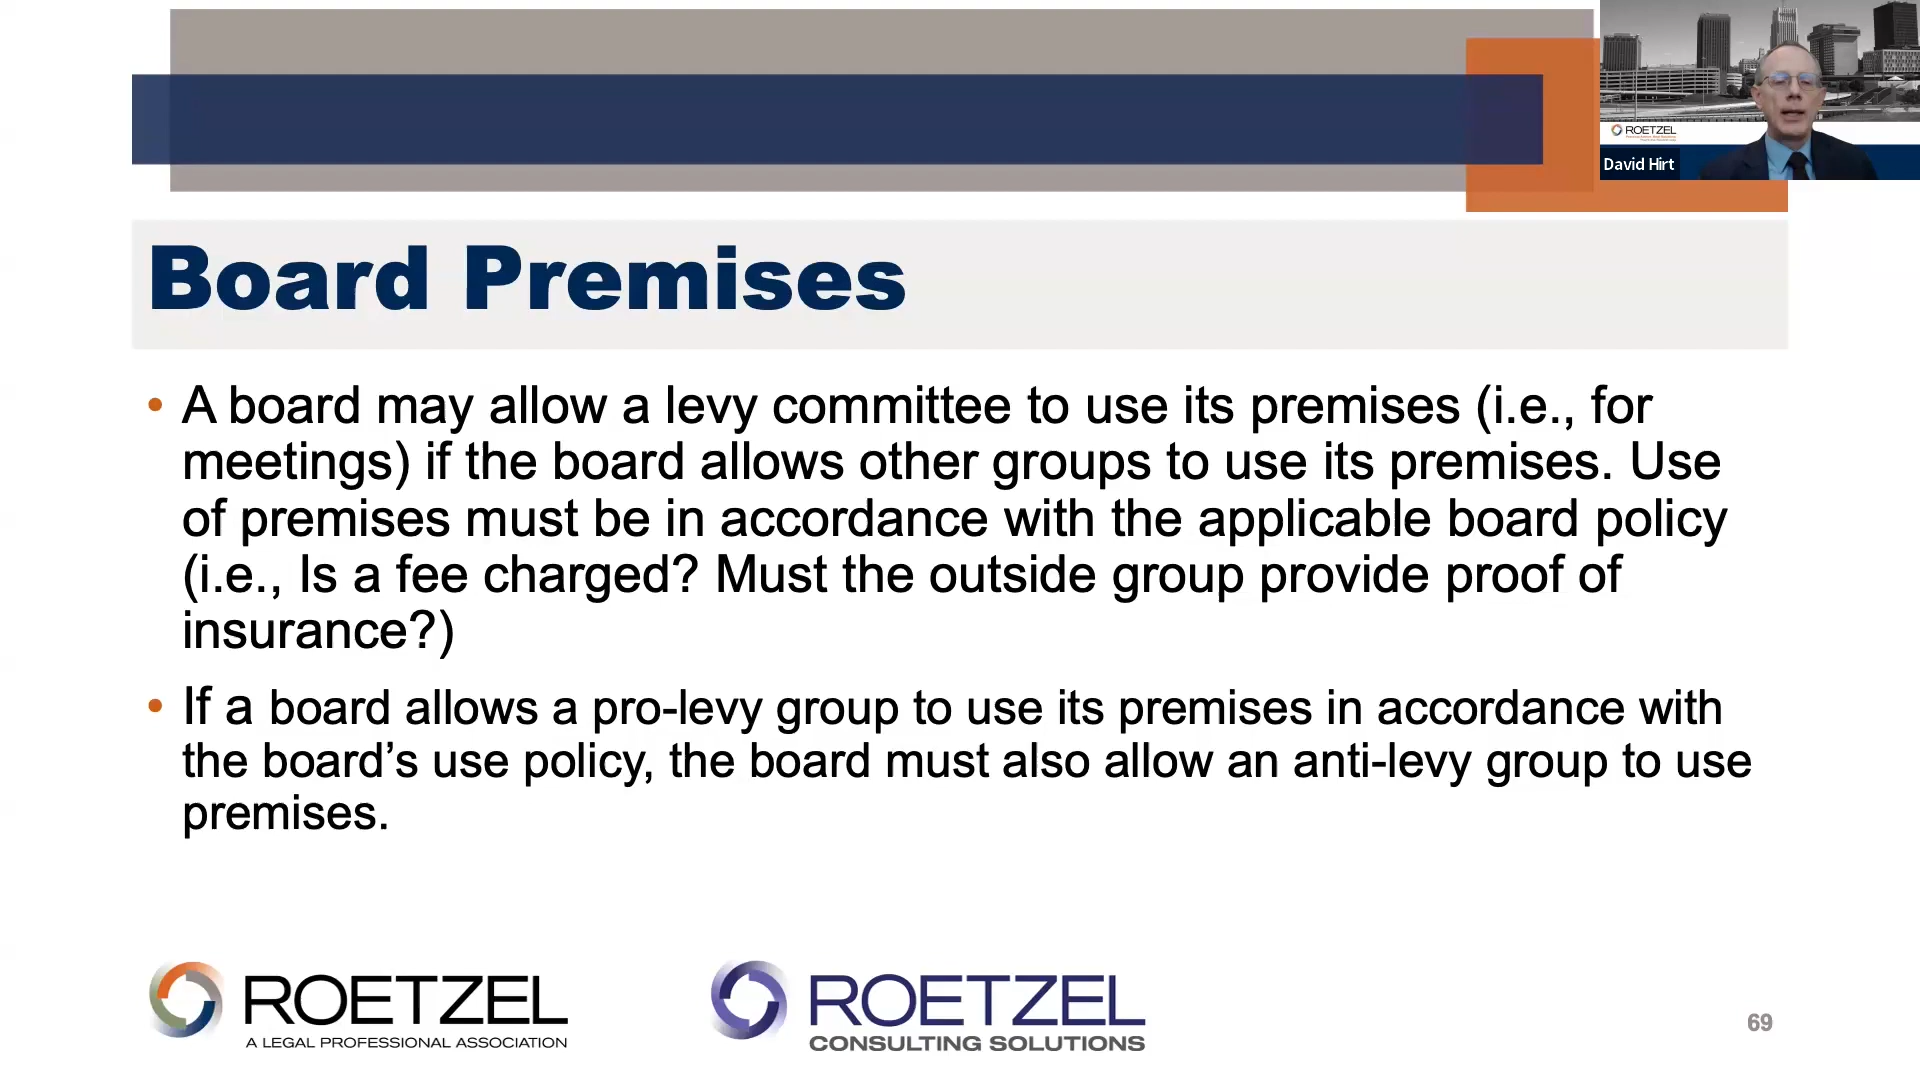 ROETZEL
David Hirt
Board Premises
• A board may allow a levy committee to use its premises (i.e., for
meetings) if the board allows other groups to use its premises. Use
of premises must be in accordance with the applicable board policy
(i.e., Is a fee charged? Must the outside group provide proof of
insurance?)
• If a board allows a pro-levy group to use its premises in accordance with
the board’s use policy, the board must also allow an anti-levy group to use
premises.
ROETZEL
A LEGAL PROFESSIONAL ASSOCIATION
ROETZEL
CONSULTING SOLUTIONS
69